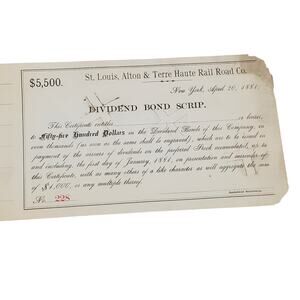 $5,500.
St. Louis, Alton & Terre Haute Rail Road Co.
New York, April 20, 1881.
DIVIDEND BOND SCRIP.
This Certificate entitles
or bearer,
to Fifty-five Hundred Dollars in the Dividend Bonds of this Company, in
even thousands (as soon as the same shall be engraved), which are to be issued in
payment of the arrears of dividends on the preferred Stock accumulated, up to
and including the first day of January, 1881, on presentation and surrender of
this Certificate, with as many others of a like character as will aggregate the sum
of $1,000, or any multiple thereof.
No. 228